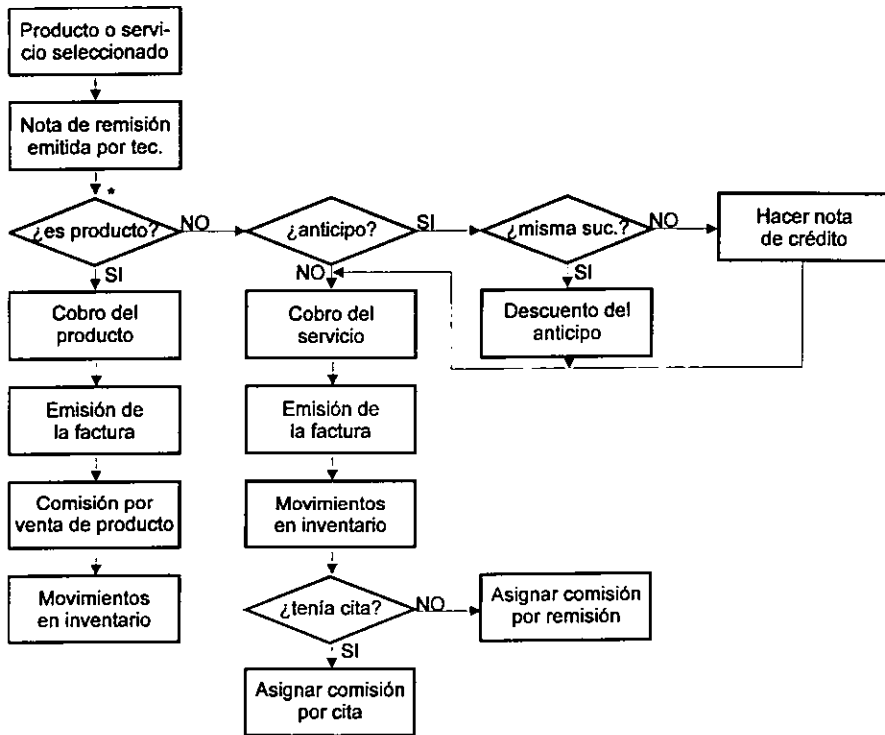 Producto o servi-
cio seleccionado
Nota de remisión
emitida por tec.
*
¿es producto?
NO
¿anticipo?
SI
¿misma suc.?
NO
Hacer nota
de crédito
SI
NO
SI
Cobro del
producto
Cobro del
servicio
Descuento del
anticipo
Emisión de
la factura
Emisión de
la factura
Comisión por
venta de producto
Movimientos
en inventario
Movimientos
en inventario
¿tenía cita?
NO
Asignar comisión
por remisión
SI
Asignar comisión
por cita